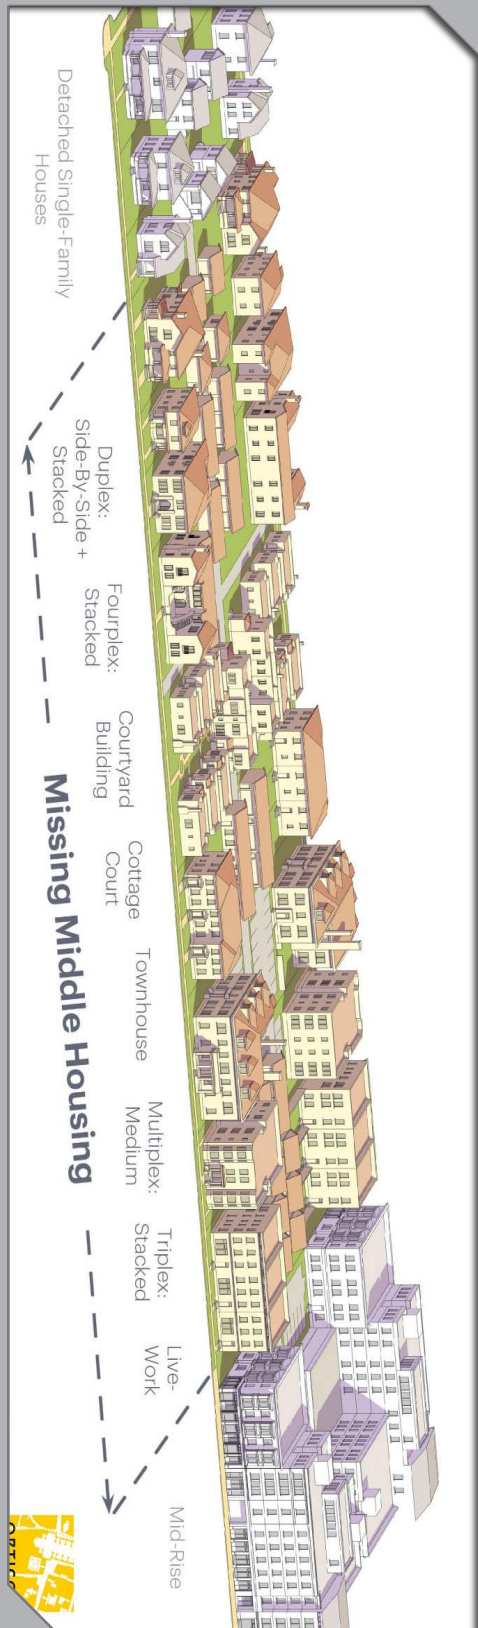 Detached Single-Family
Houses
Duplex:
Side-By-Side +
Stacked
Fourplex:
Stacked
Courtyard
Building
Cottage
Court
Townhouse
Multiplex:
Medium
Triplex:
Stacked
Live-
Work
Mid-Rise
Missing Middle Housing